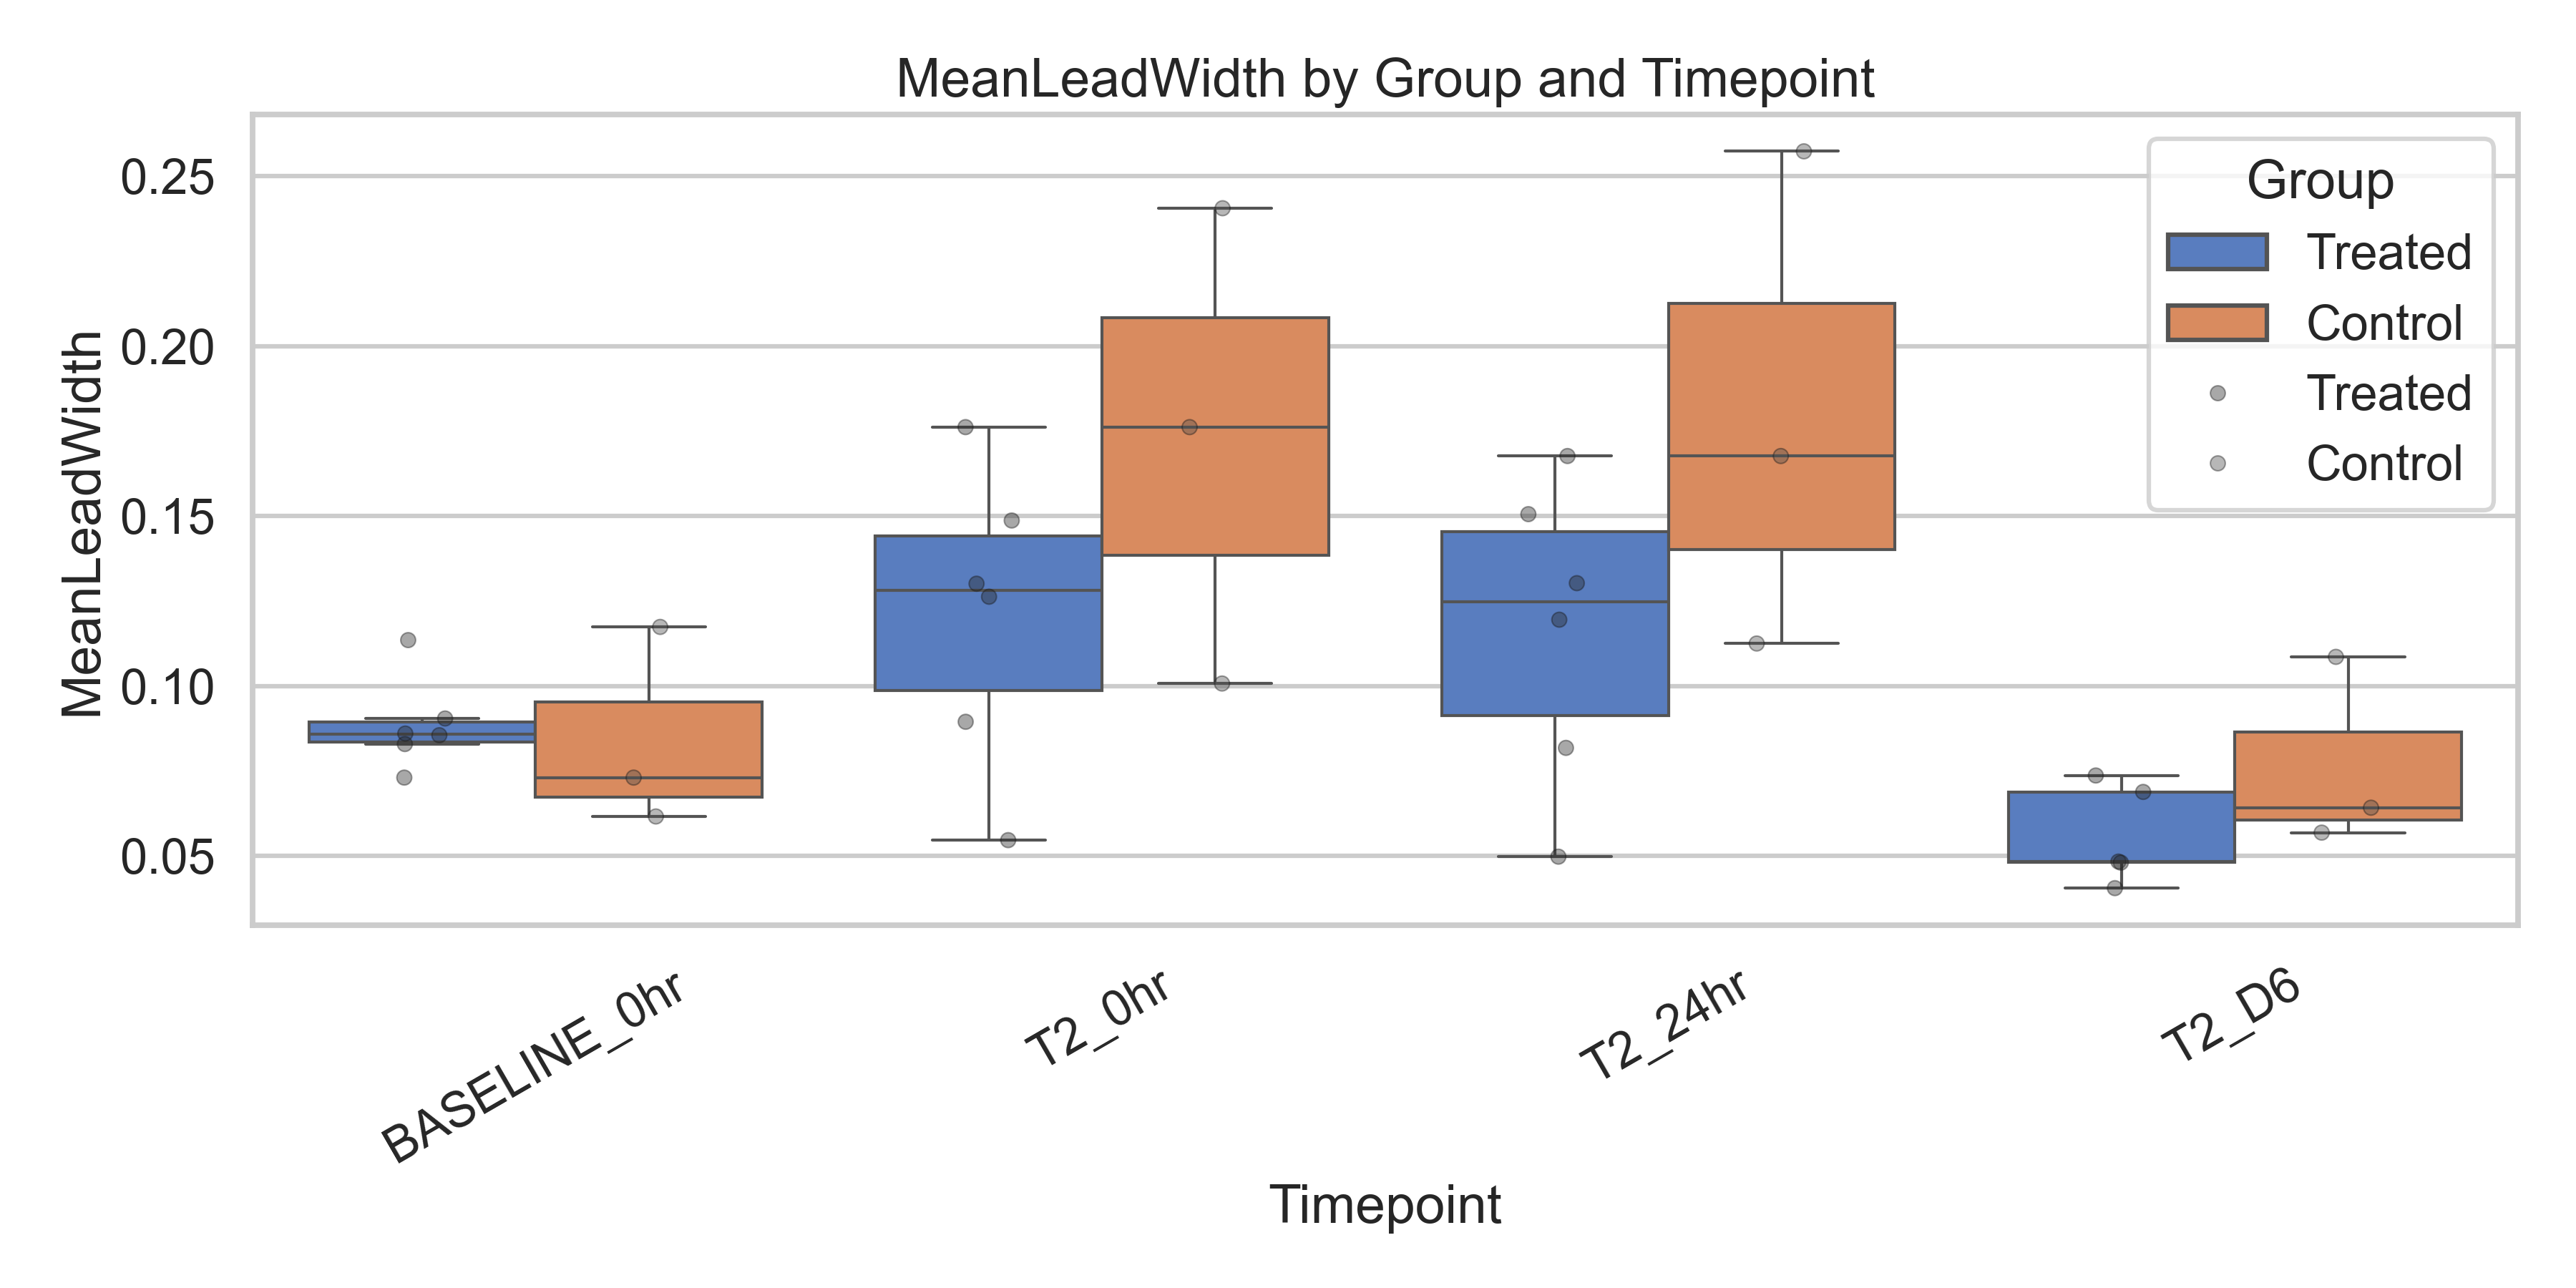 MeanLeadWidth by Group and Timepoint
MeanLeadWidth
0.25
0.20
0.15
0.10
0.05
Group
Treated
Control
Treated
Control
BASELINE_0hr
T2_0hr
T2_24hr
T2_D6
Timepoint